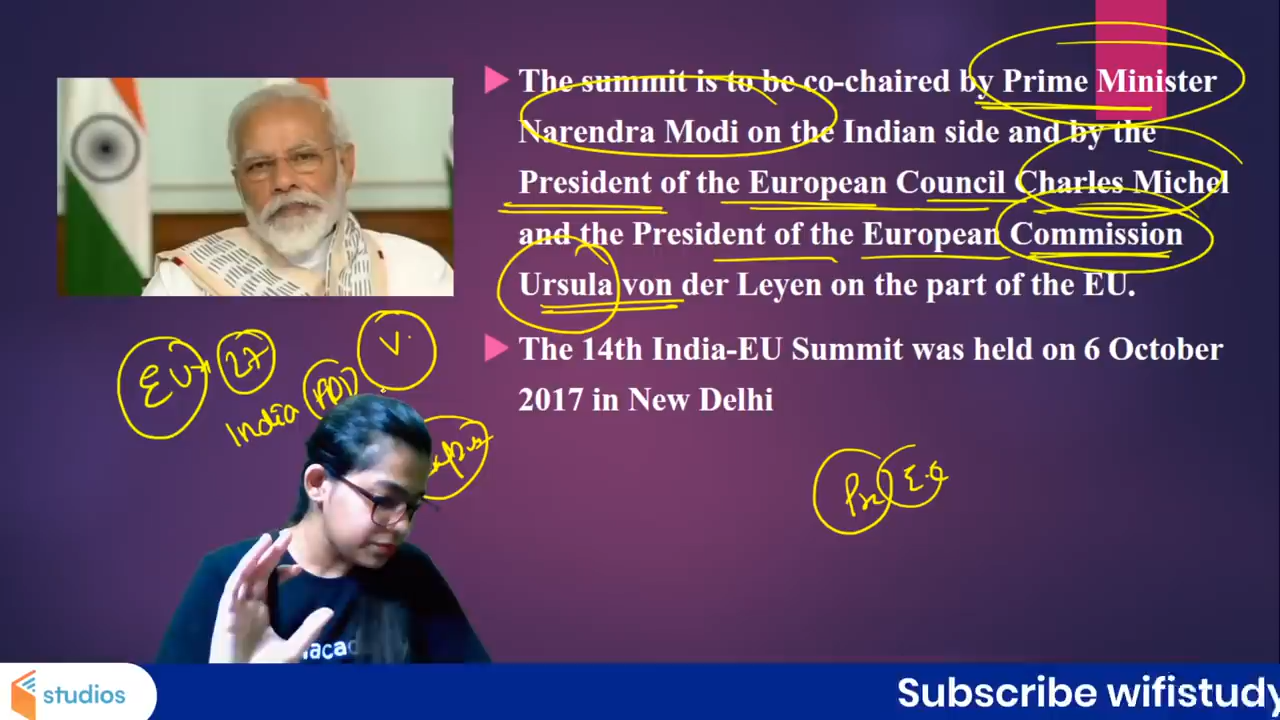 The summit is to be co-chaired by Prime Minister
Narendra Modi on the Indian side and by the
President of the European Council Charles Michel
and the President of the European Commission
Ursula von der Leyen on the part of the EU.
The 14th India-EU Summit was held on 6 October
2017 in New Delhi
EU
27
V.
India
studios
Subscribe wifistudy